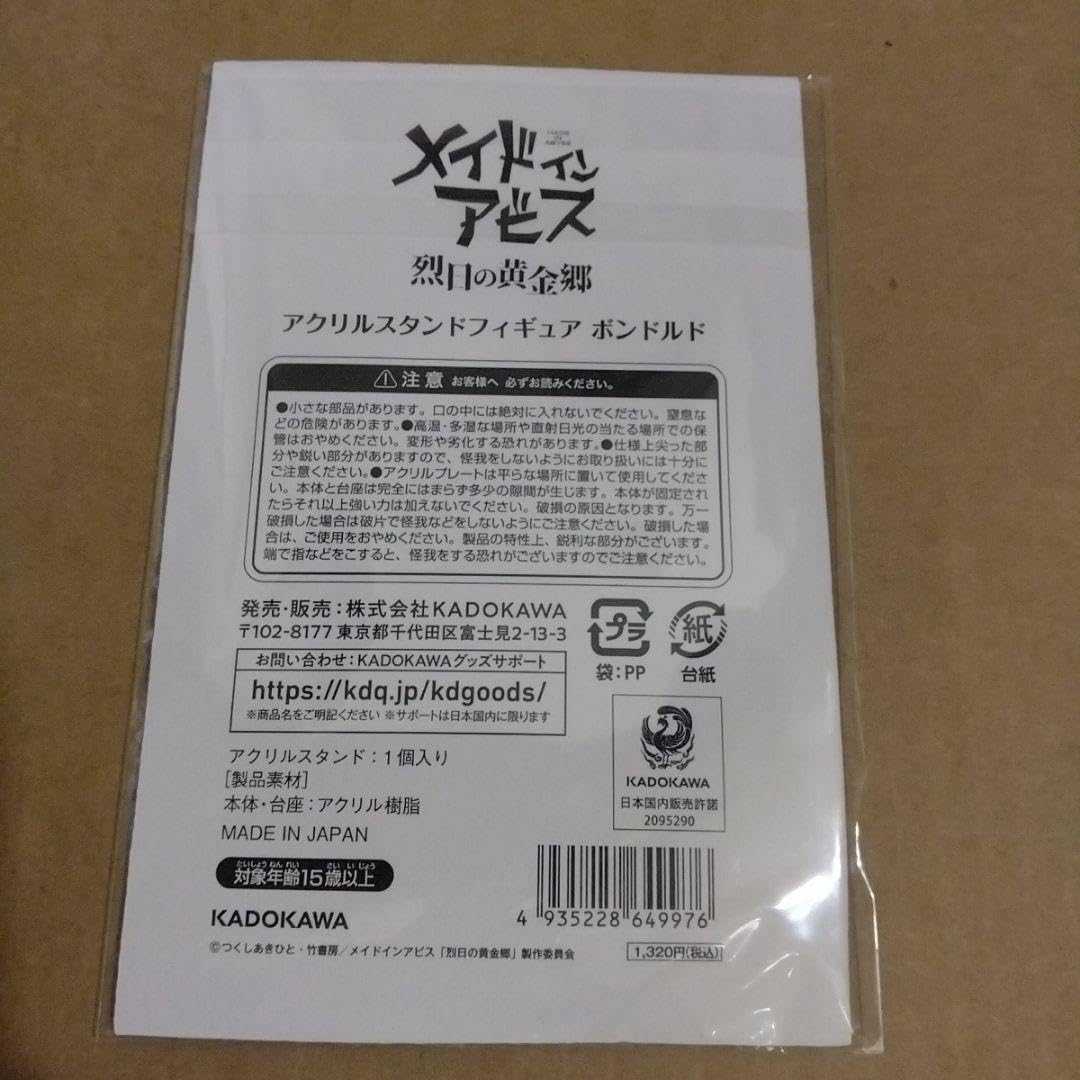 メイドイン
アビス
烈日の黄金郷
アクリルスタンドフィギュア ボンドルド
注意 お客様へ 必ずお読みください。
●小さな部品があります。口の中には絶対に入れないでください。窒息な
どの危険があります。●高温・多湿な場所や直射日光の当たる場所での保
管はおやめください。変形や劣化する恐れがあります。●仕様上尖った部
分や鋭い部分がありますので、怪我をしないようにお取り扱いには十分に
ご注意ください。●アクリルプレートは平らな場所に置いて使用してくださ
い。本体と台座は完全にはまらず多少の隙間が生じます。本体が固定され
たらそれ以上強い力は加えないでください。破損の原因となります。万一
破損した場合は破片で怪我などをしないようにご注意ください。破損した場
合は、ご使用をおやめください。製品の特性上、鋭利な部分がございます。
端で指などをこすると、怪我をする恐れがございますのでご注意ください。
発売・販売：株式会社KADOKAWA
〒102-8177 東京都千代田区富士見2-13-3
お問い合わせ：KADOKAWAグッズサポート
https://kdq.jp/kdgoods/
※商品名をご明記ください ※サポートは日本国内に限ります
プラ
袋：PP
紙
台紙
アクリルスタンド：1個入り
[製品素材]
本体・台座：アクリル樹脂
MADE IN JAPAN
KADOKAWA
日本国内販売許諾
2095290
たいしょうねんれい さいいじょう
対象年齢15歳以上
KADOKAWA
4 935228 649976
©つくしあきひと・竹書房／メイドインアビス「烈日の黄金郷」製作委員会
1,320円(税込)